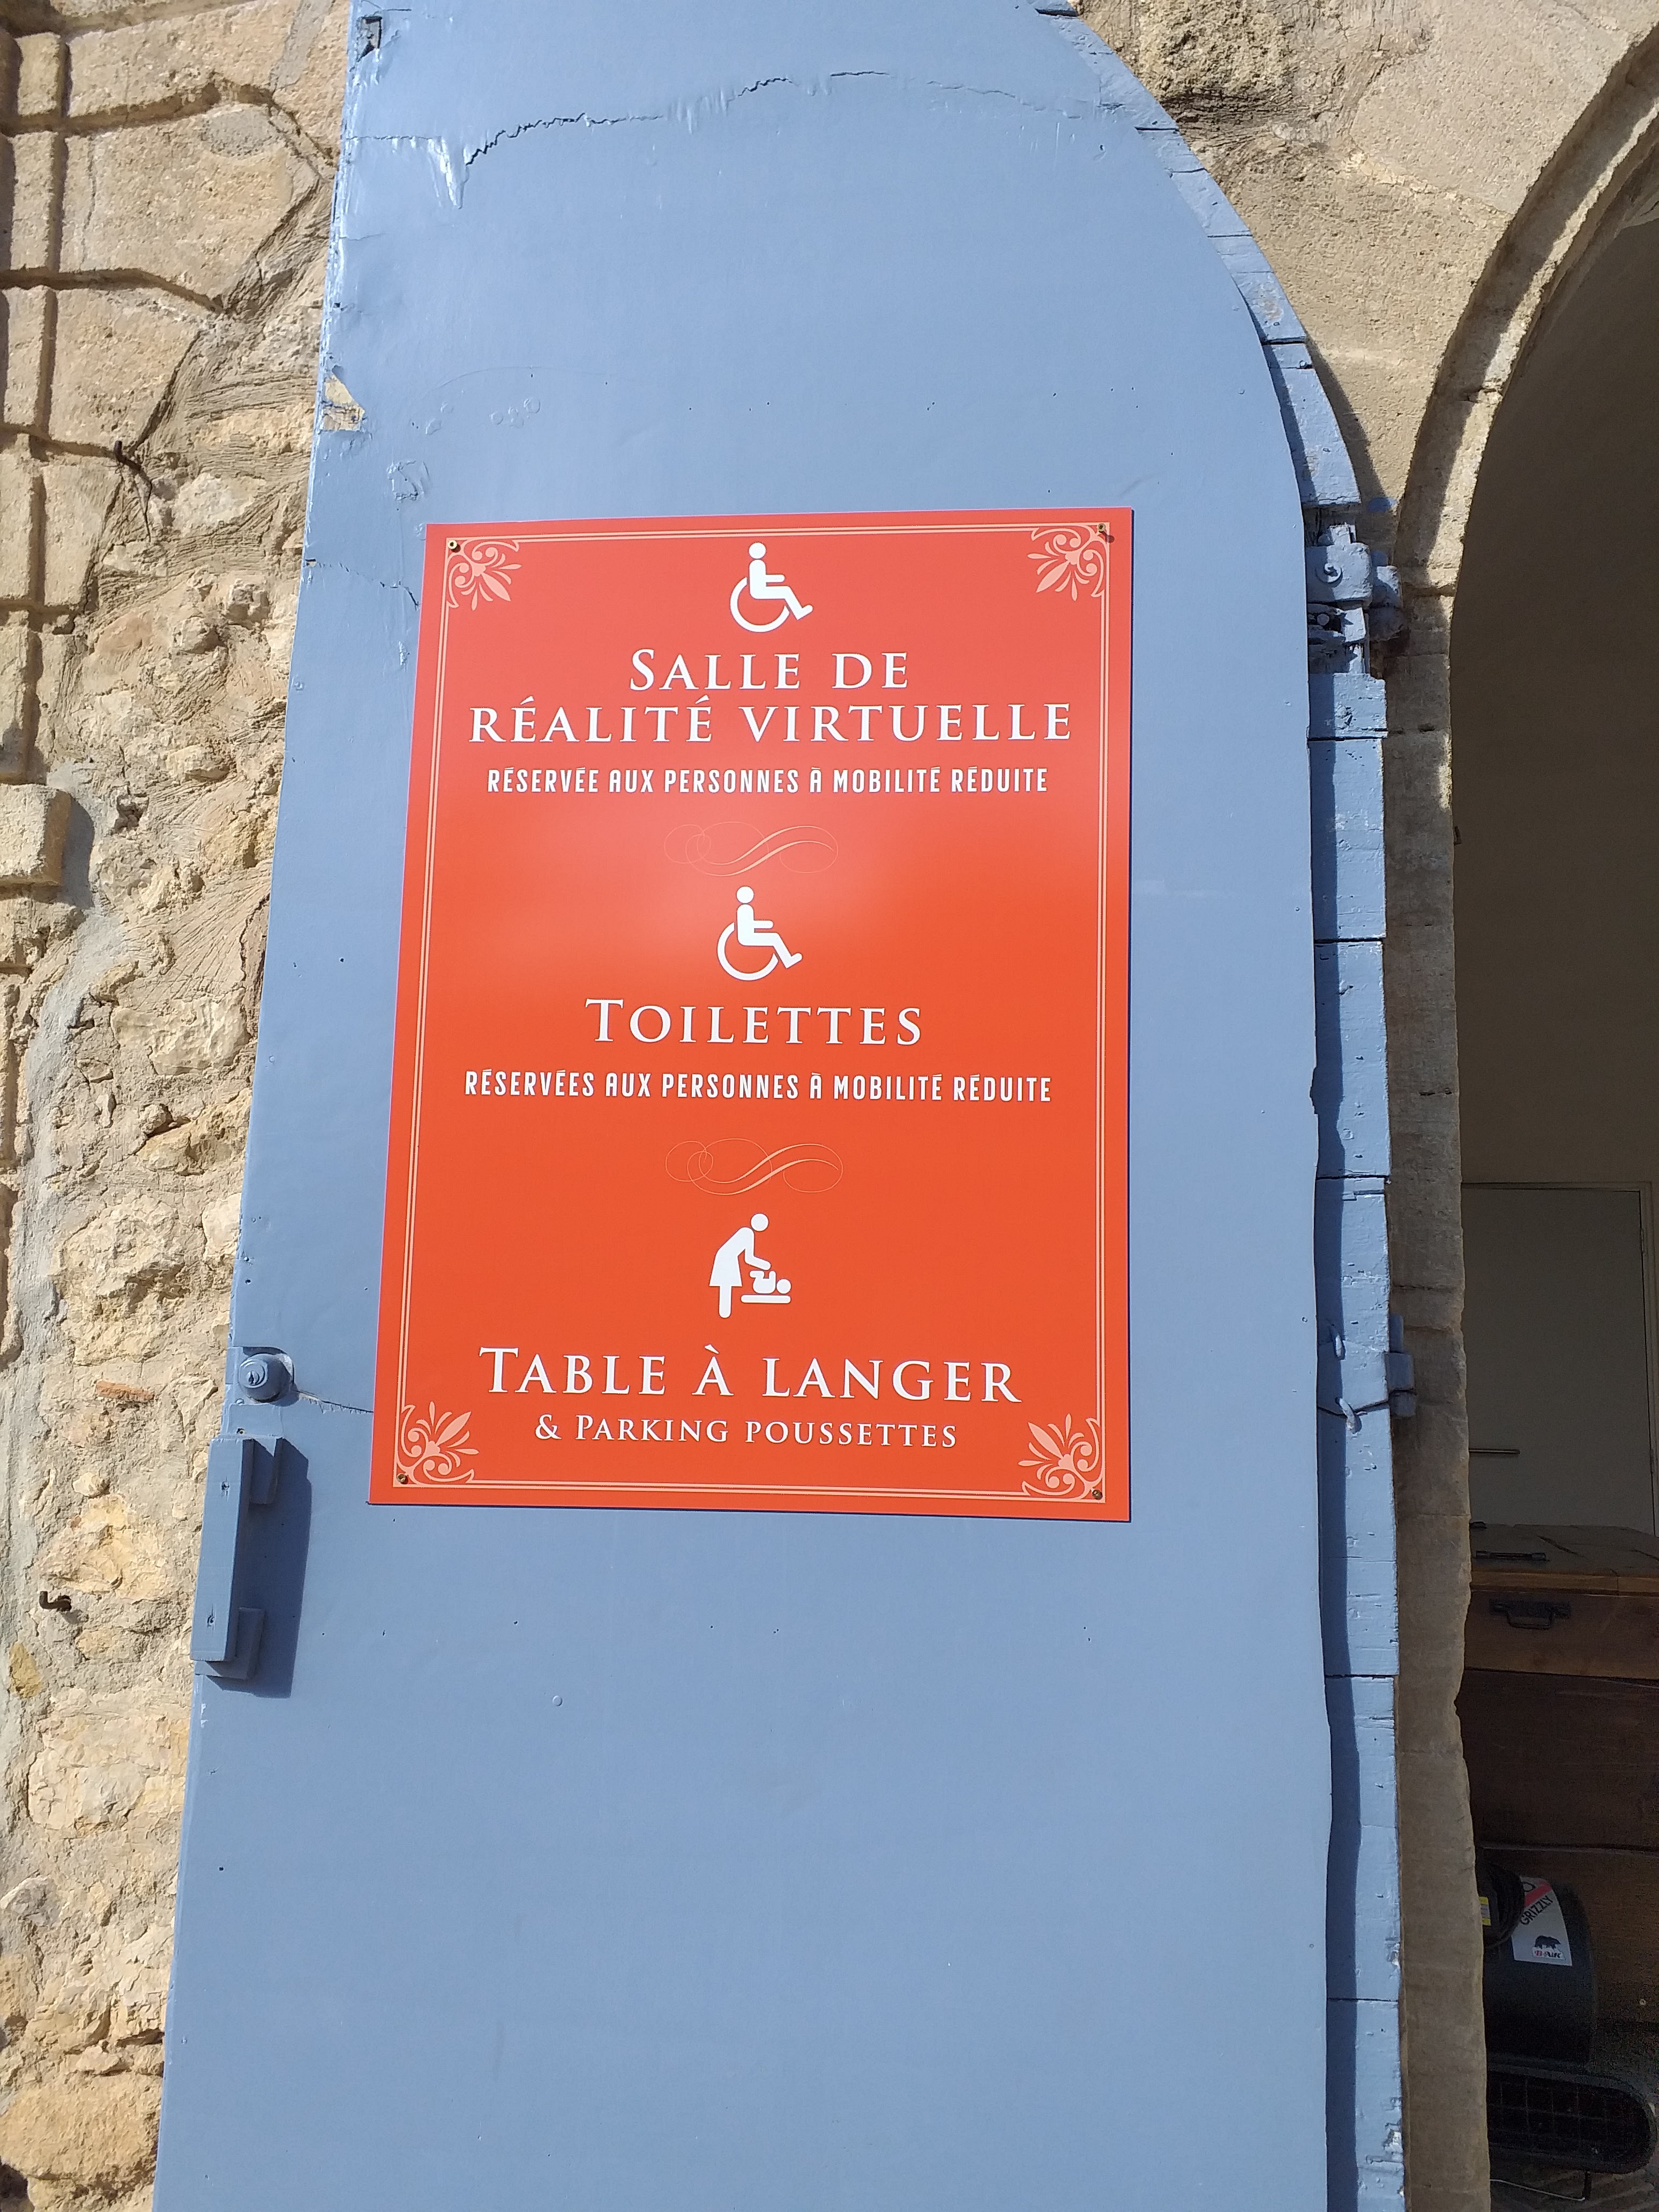 SALLE DE
RÉALITÉ VIRTUELLE
RÉSERVÉE AUX PERSONNES À MOBILITÉ RÉDUITE
TOILETTES
RÉSERVÉES AUX PERSONNES À MOBILITÉ RÉDUITE
TABLE À LANGER
& PARKING POUSSETTES
GRIZZLY